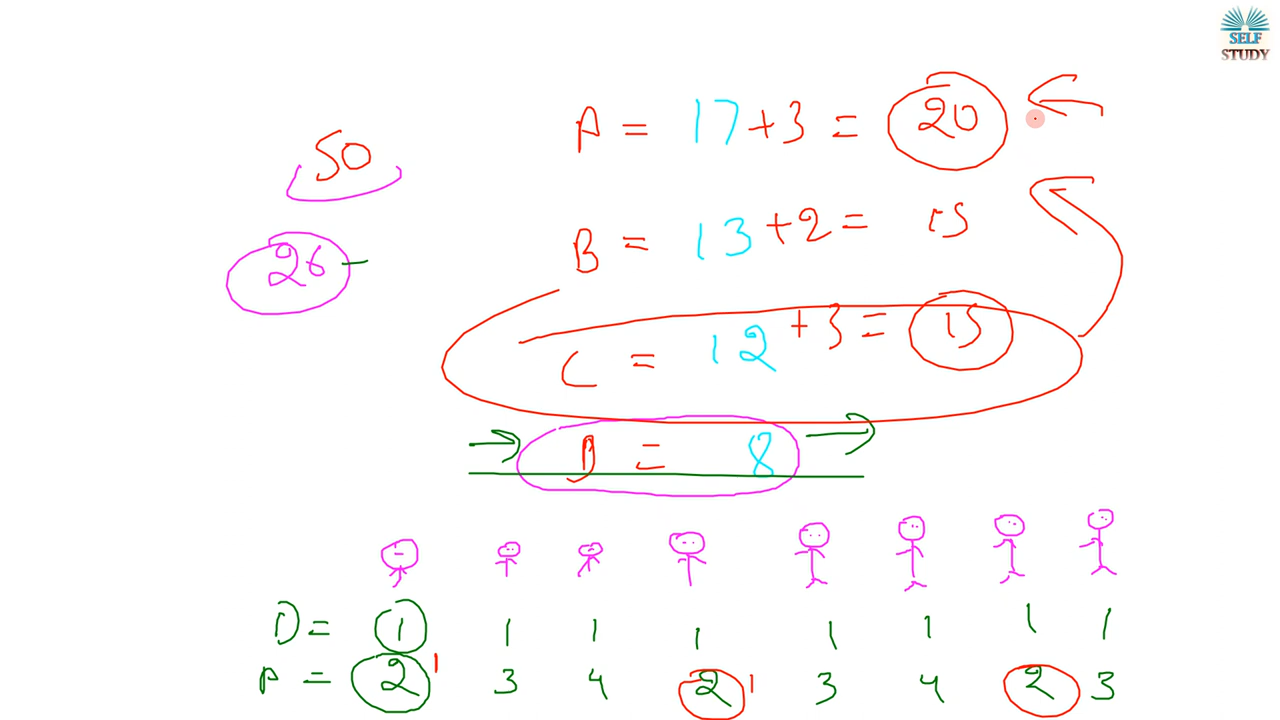 SELF
STUDY
A = 17 + 3 = 20
50
B = 13 + 2 = 15
26
C = 12 + 3 = 15
D = 8
D = 1 1 1 1 1 1 1 1
P = 2 1 3 4 2 1 3 4 2 3